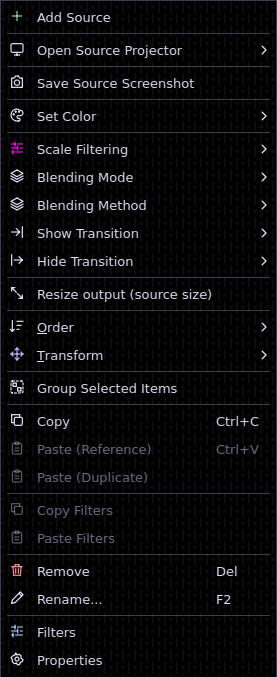 Add Source
Open Source Projector
Save Source Screenshot
Set Color
Scale Filtering
Blending Mode
Blending Method
Show Transition
Hide Transition
Resize output (source size)
Order
Transform
Group Selected Items
Copy Ctrl+C
Paste (Reference) Ctrl+V
Paste (Duplicate)
Copy Filters
Paste Filters
Remove Del
Rename... F2
Filters
Properties